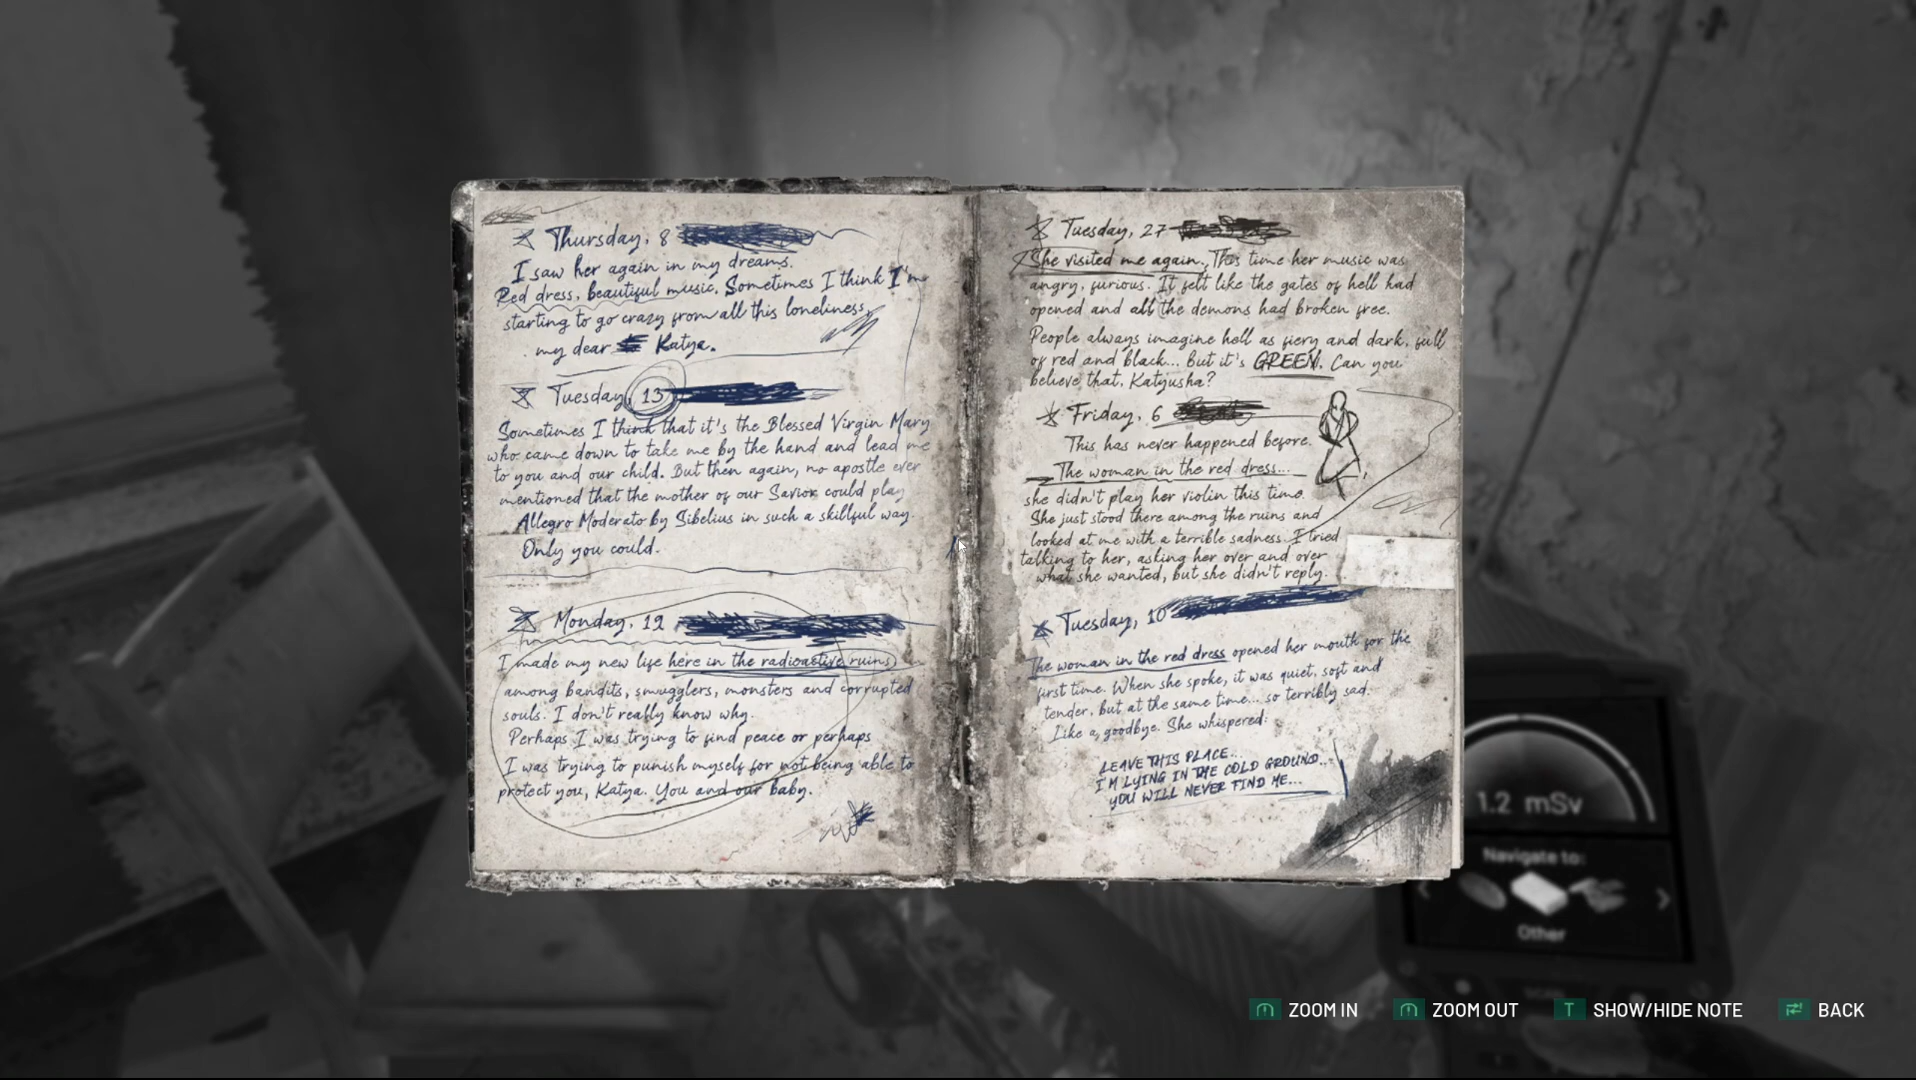 Thursday, 8
I saw her again in my dreams.
Red dress, beautiful music. Sometimes I think I'm
starting to go crazy from all this loneliness,
my dear Katya.
Tuesday, 13
Sometimes I think that it's the Blessed Virgin Mary
who came down to take me by the hand and lead me
to you and our child. But then again, no apostle ever
mentioned that the mother of our Savior could play
Allegro Moderato by Sibelius in such a skillful way.
Only you could.
Monday, 19
I made my new life here in the radioactive ruins
among bandits, smugglers, monsters and corrupted
souls. I don't really know why.
Perhaps I was trying to find peace or perhaps
I was trying to punish myself for not being able to
protect you, Katya. You and our baby.
Tuesday, 27
She visited me again. This time her music was
angry, furious. It felt like the gates of hell had
opened and all the demons had broken free.
People always imagine hell as fiery and dark, full
of red and black... But it's GREEN. Can you
believe that, Katyusha?
Friday, 6
This has never happened before.
The woman in the red dress...
she didn't play her violin this time.
She just stood there among the ruins and
looked at me with a terrible sadness. I tried
talking to her, asking her over and over
what she wanted, but she didn't reply.
Tuesday, 10
The woman in the red dress opened her mouth for the
first time. When she spoke, it was quiet, soft and
tender, but at the same time... so terribly sad.
Like a goodbye. She whispered:
LEAVE THIS PLACE...
I'M LYING IN THE COLD GROUND...
YOU WILL NEVER FIND ME...
1.2 mSv
Navigate to:
Other
ZOOM IN
ZOOM OUT
T SHOW/HIDE NOTE
BACK